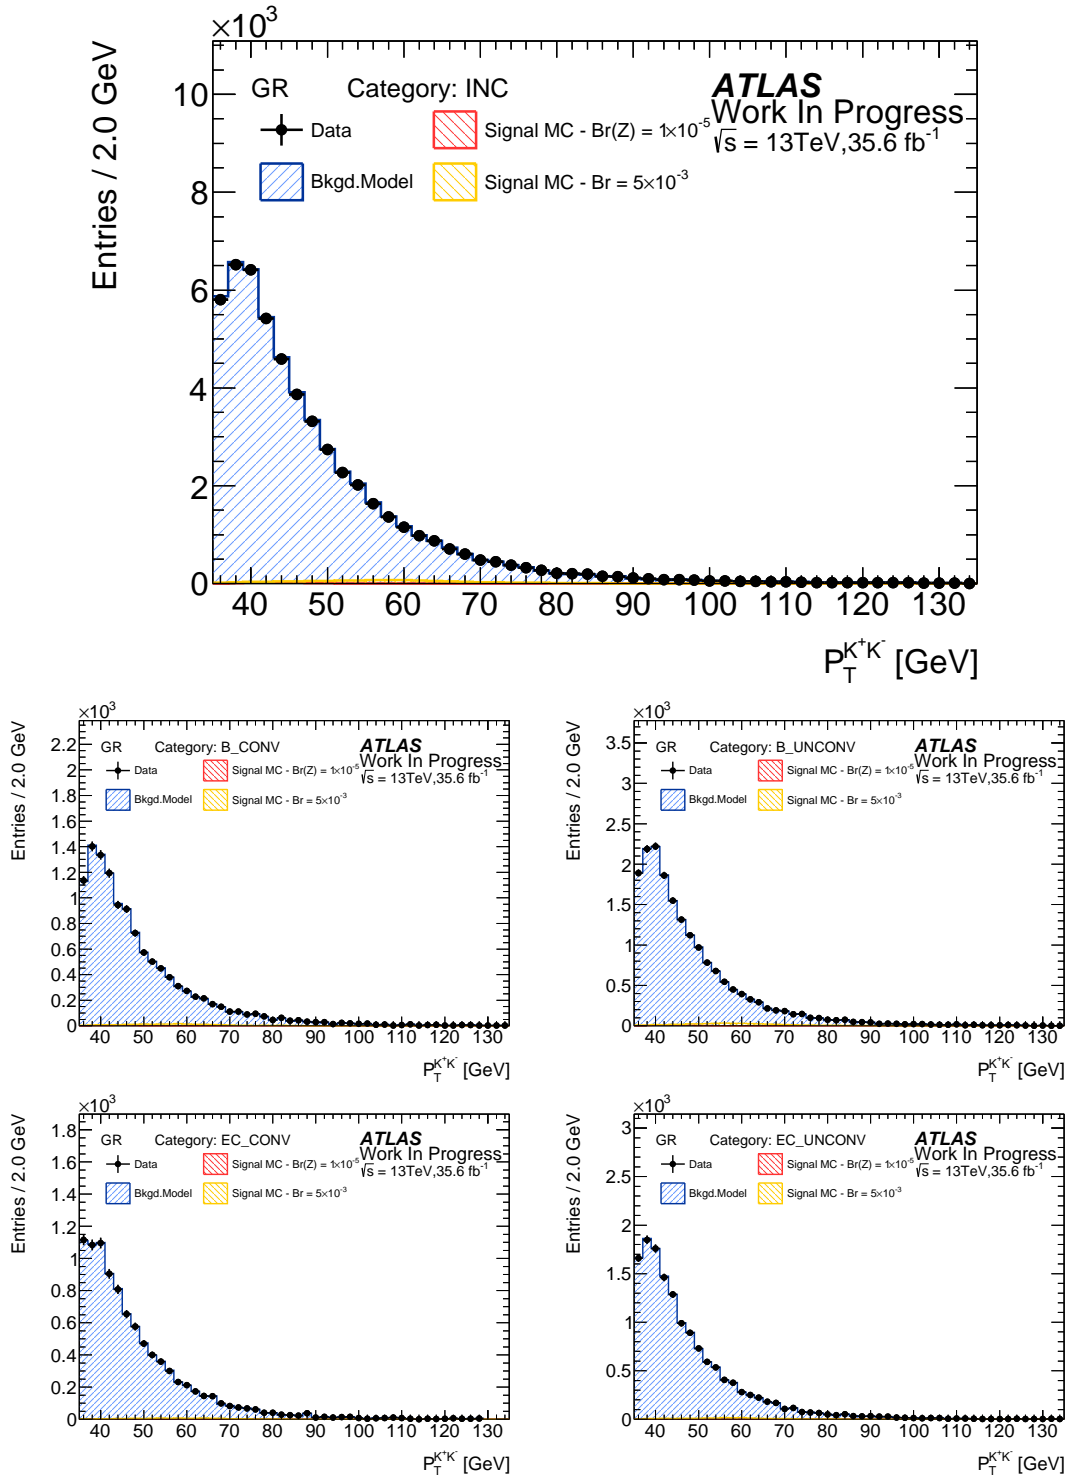 ×10³
Entries / 2.0 GeV
GR Category: INC
ATLAS
Work In Progress
√s = 13TeV,35.6 fb⁻¹
Data
Signal MC - Br(Z) = 1×10⁻⁵
Bkgd.Model
Signal MC - Br = 5×10⁻³
10
8
6
4
2
0
40 50 60 70 80 90 100 110 120 130
P_T^{K⁺K⁻} [GeV]
×10³
Entries / 2.0 GeV
GR Category: B_CONV
ATLAS
Work In Progress
√s = 13TeV,35.6 fb⁻¹
Data
Signal MC - Br(Z) = 1×10⁻⁵
Bkgd.Model
Signal MC - Br = 5×10⁻³
2.2
2
1.8
1.6
1.4
1.2
1
0.8
0.6
0.4
0.2
0
40 50 60 70 80 90 100 110 120 130
P_T^{K⁺K⁻} [GeV]
×10³
Entries / 2.0 GeV
GR Category: B_UNCONV
ATLAS
Work In Progress
√s = 13TeV,35.6 fb⁻¹
Data
Signal MC - Br(Z) = 1×10⁻⁵
Bkgd.Model
Signal MC - Br = 5×10⁻³
3.5
3
2.5
2
1.5
1
0.5
0
40 50 60 70 80 90 100 110 120 130
P_T^{K⁺K⁻} [GeV]
×10³
Entries / 2.0 GeV
GR Category: EC_CONV
ATLAS
Work In Progress
√s = 13TeV,35.6 fb⁻¹
Data
Signal MC - Br(Z) = 1×10⁻⁵
Bkgd.Model
Signal MC - Br = 5×10⁻³
1.8
1.6
1.4
1.2
1
0.8
0.6
0.4
0.2
0
40 50 60 70 80 90 100 110 120 130
P_T^{K⁺K⁻} [GeV]
×10³
Entries / 2.0 GeV
GR Category: EC_UNCONV
ATLAS
Work In Progress
√s = 13TeV,35.6 fb⁻¹
Data
Signal MC - Br(Z) = 1×10⁻⁵
Bkgd.Model
Signal MC - Br = 5×10⁻³
3
2.5
2
1.5
1
0.5
0
40 50 60 70 80 90 100 110 120 130
P_T^{K⁺K⁻} [GeV]